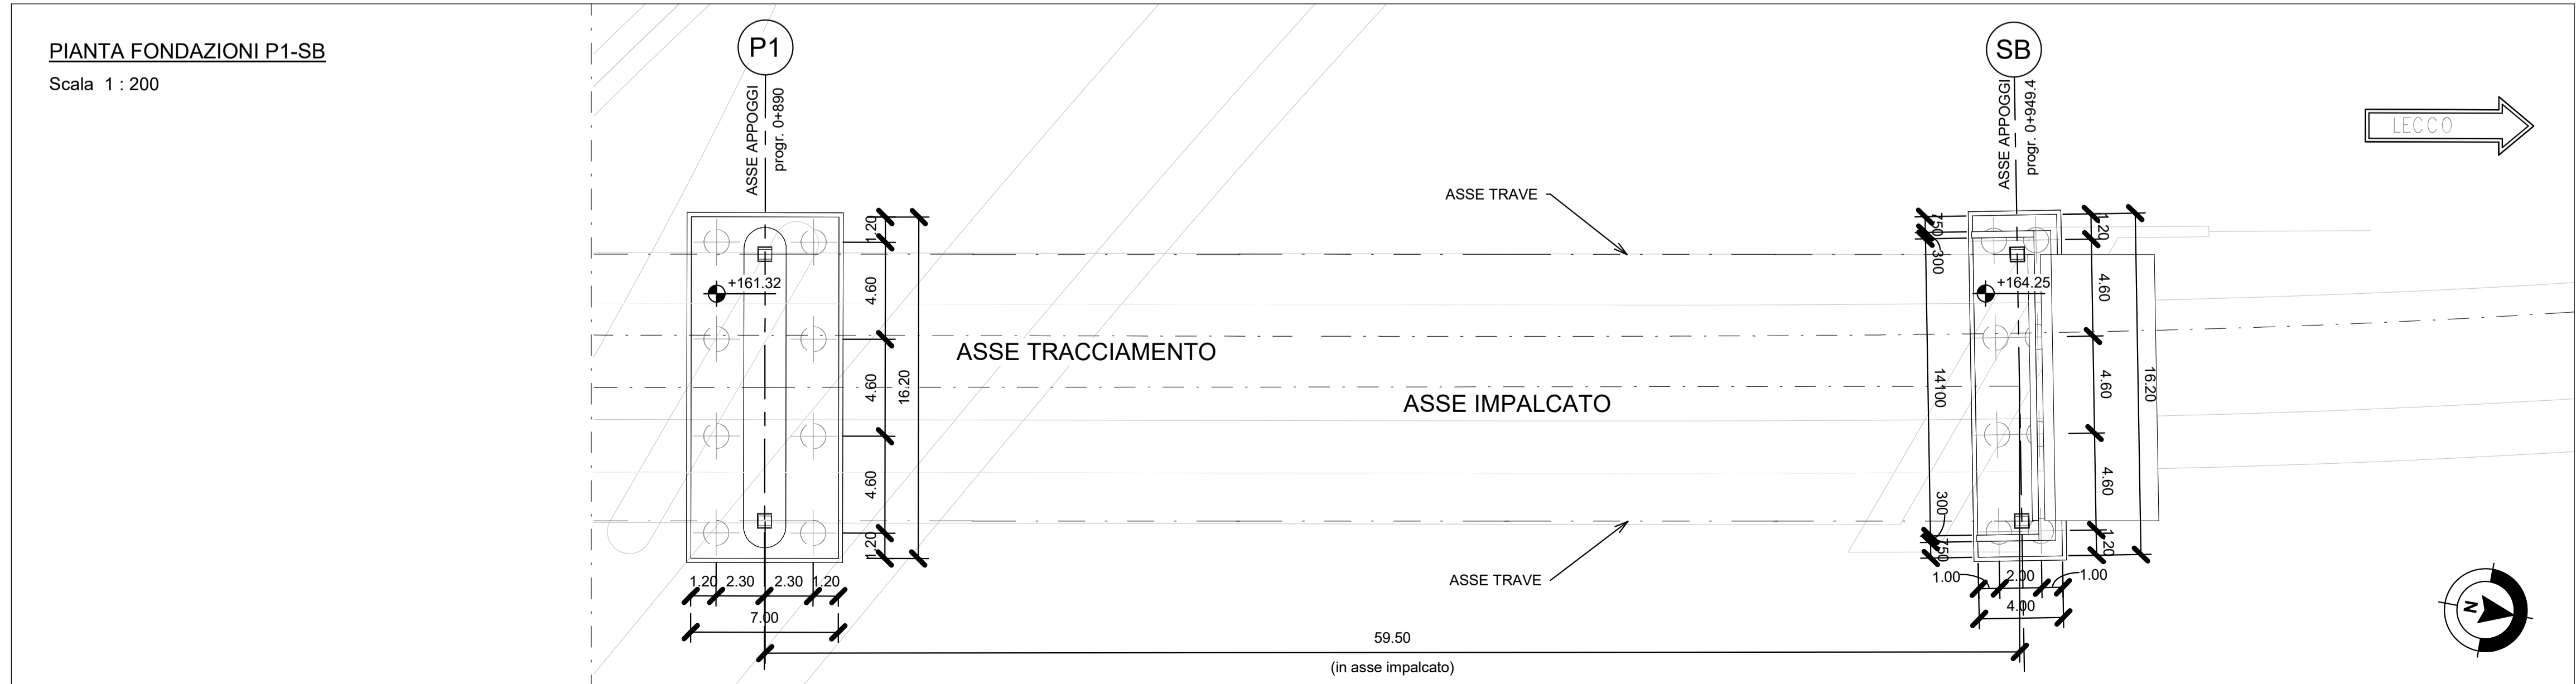 PIANTA FONDAZIONI P1-SB
Scala 1 : 200
P1
ASSE APPOGGI
progr. 0+890
SB
ASSE APPOGGI
progr. 0+949.4
LECCO
ASSE TRAVE
+161.32
1.20
4.60
4.60
4.60
1.20
16.20
ASSE TRACCIAMENTO
ASSE IMPALCATO
750
300
14100
300
750
+164.25
1.20
4.60
4.60
4.60
1.20
16.20
ASSE TRAVE
1.20
2.30
2.30
1.20
7.00
1.00
2.00
1.00
4.00
59.50
(in asse impalcato)
N